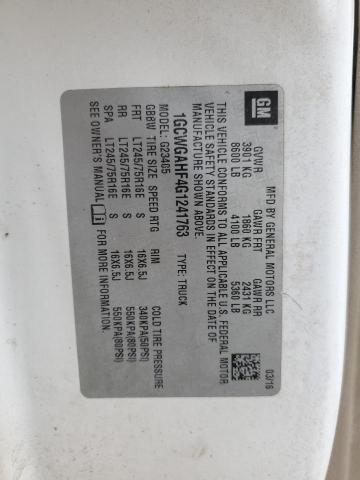 GM
MFD BY GENERAL MOTORS LLC
03/16
GVWR GAWR FRT GAWR RR
3901 KG 1860 KG 2431 KG
8600 LB 4100 LB 5360 LB
THIS VEHICLE CONFORMS TO ALL APPLICABLE U.S. FEDERAL MOTOR
VEHICLE SAFETY STANDARDS IN EFFECT ON THE DATE OF
MANUFACTURE SHOWN ABOVE.
1GCWGAHF4G1241763 TYPE: TRUCK
MODEL: G23405
GBBW TIRE SIZE SPEED RTG RIM COLD TIRE PRESSURE
FRT LT245/75R16E S 16X6.5J 340KPA(50PSI)
RR LT245/75R16E S 16X6.5J 550KPA(80PSI)
SPA LT245/75R16E S 16X6.5J 550KPA(80PSI)
SEE OWNER'S MANUAL i FOR MORE INFORMATION.